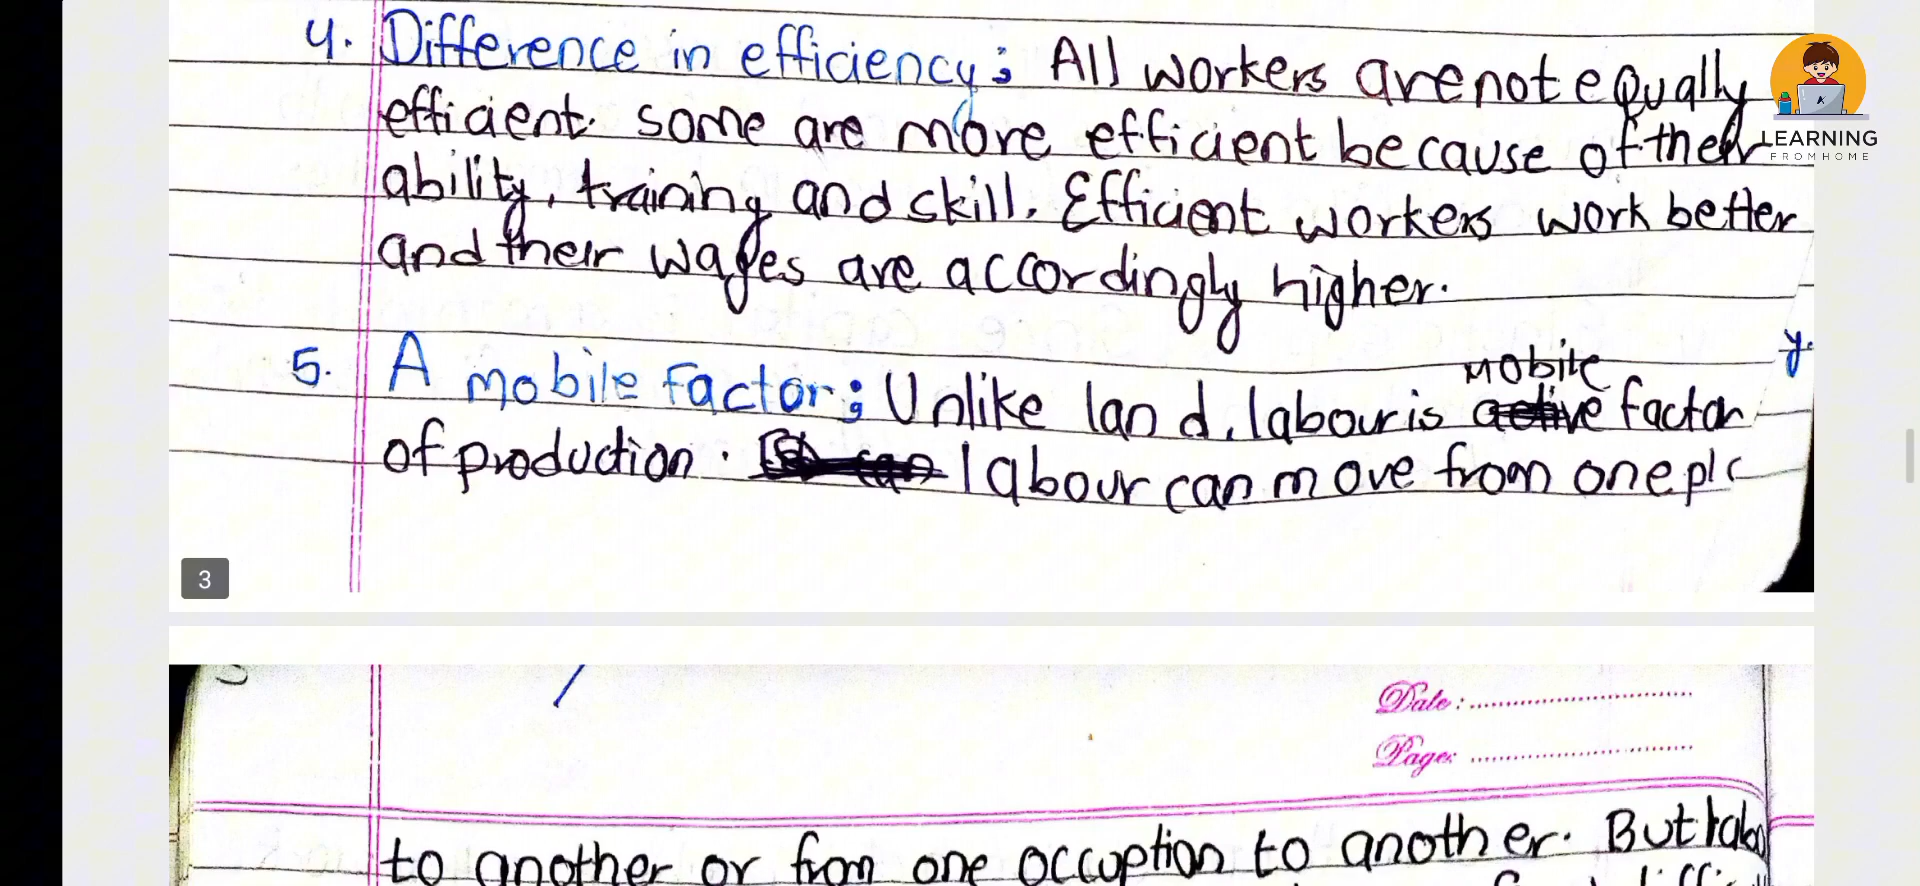 4. Difference in efficiency: All workers are not equally
efficient. some are more efficient because of their
ability, training and skill. Efficient workers work better
and their wages are accordingly higher.
5. A mobile factor: Unlike land, labour is mobile factor
of production. labour can move from one plc
3
Date:
Page:
to another or from one occuption to another. But labo
LEARNING
FROMHOME